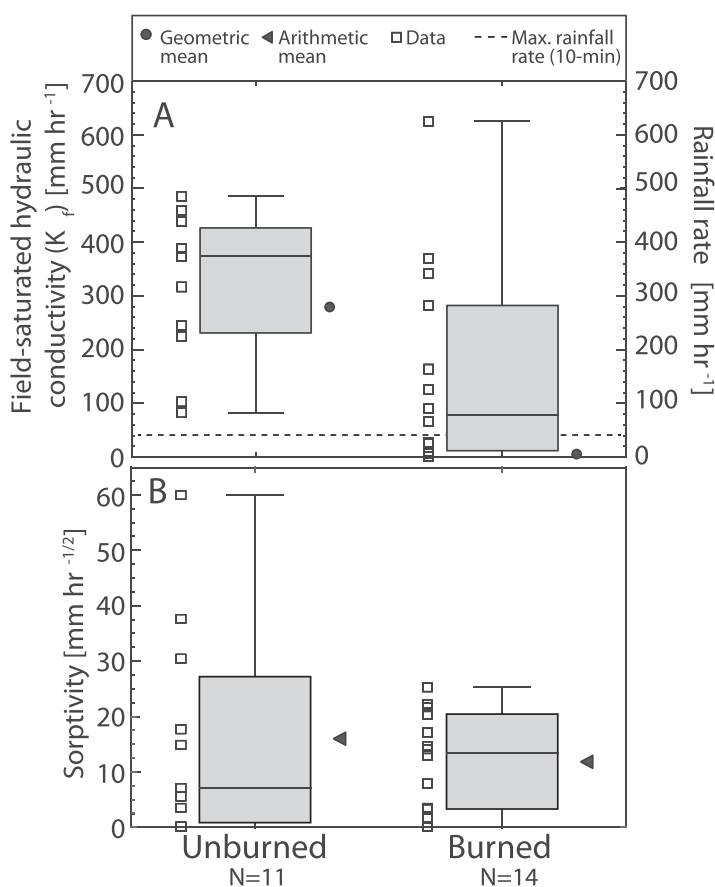 Geometric mean
Arithmetic mean
Data
Max. rainfall rate (10-min)
A
Field-saturated hydraulic
conductivity (K f) [mm hr -1]
700
600
500
400
300
200
100
0
Rainfall rate [mm hr -1]
700
600
500
400
300
200
100
0
B
Sorptivity [mm hr -1/2]
60
50
40
30
20
10
0
Unburned
N=11
Burned
N=14